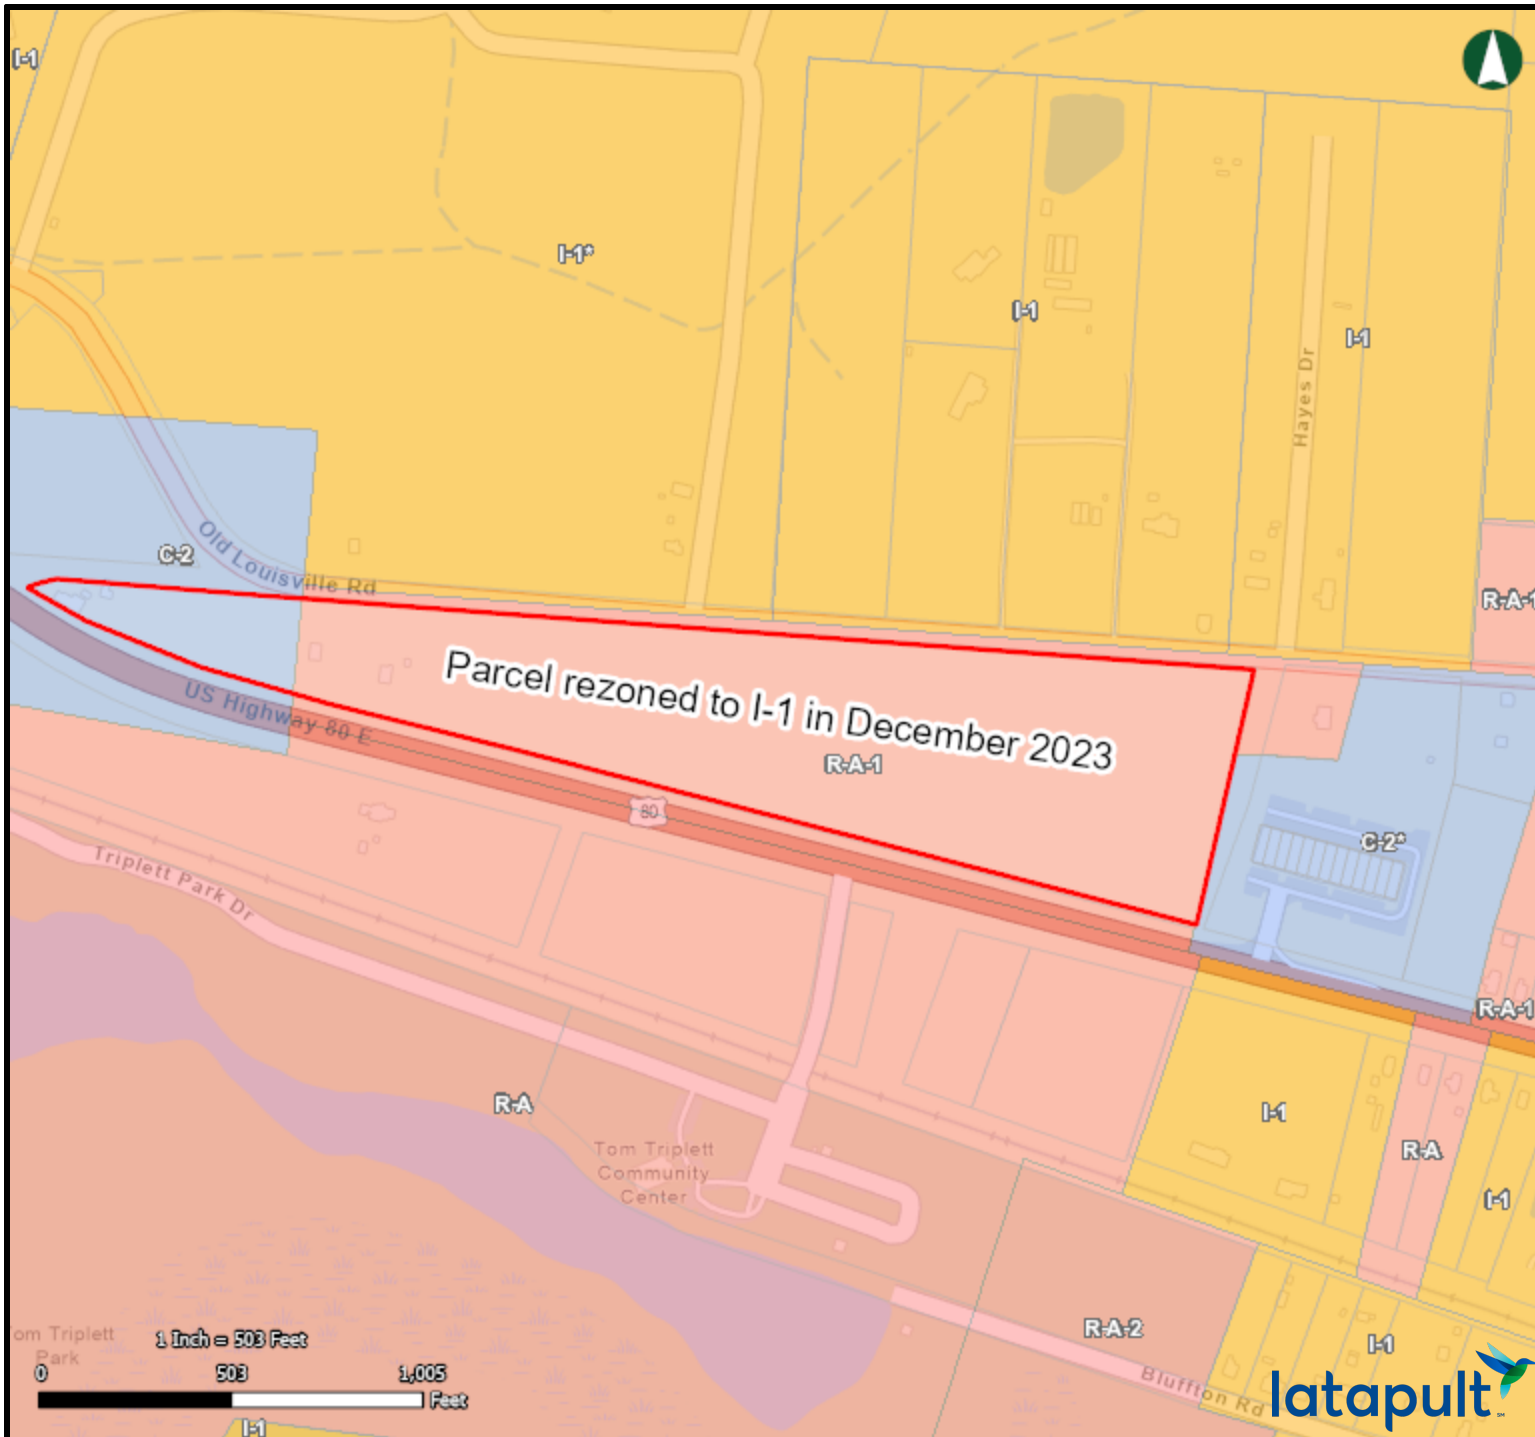 I-1
I-1*
I-1
I-1
Hayes Dr
C-2
Old Louisville Rd
R-A-1
Parcel rezoned to I-1 in December 2023
US Highway 80 E
R-A-1
80
C-2*
Triplett Park Dr
R-A-1
R-A
Tom Triplett
Community
Center
I-1
R-A
I-1
om Triplett
Park
1 Inch = 503 Feet
0
503
1,005
Feet
R-A-2
I-1
Bluffton Rd
I-1
latapult